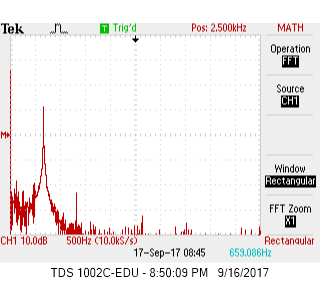 Tek Trig'd Pos: 2.500kHz MATH
Operation
FFT
Source
CH1
M
Window
Rectangular
FFT Zoom
X1
CH1 10.0dB 500Hz (10.0kS/s) Rectangular
17-Sep-17 08:45 659.086Hz
TDS 1002C-EDU - 8:50:09 PM 9/16/2017